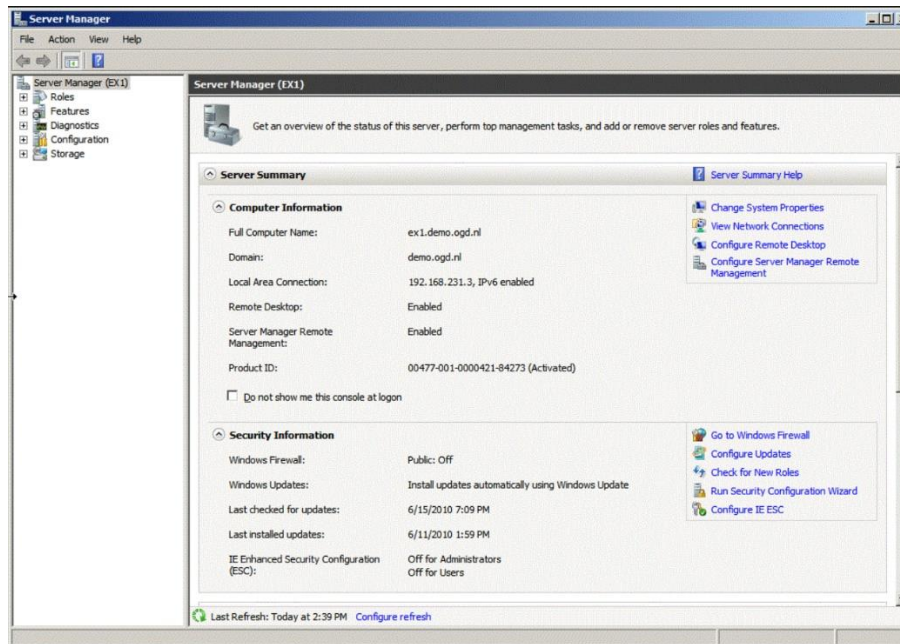 Server Manager
File Action View Help
Server Manager (EX1)
Roles
Features
Diagnostics
Configuration
Storage
Server Manager (EX1)
Get an overview of the status of this server, perform top management tasks, and add or remove server roles and features.
Server Summary
Server Summary Help
Computer Information
Full Computer Name: ex1.demo.ogd.nl
Domain: demo.ogd.nl
Local Area Connection: 192.168.231.3, IPv6 enabled
Remote Desktop: Enabled
Server Manager Remote Enabled
Management:
Product ID: 00477-001-0000421-84273 (Activated)
Do not show me this console at logon
Change System Properties
View Network Connections
Configure Remote Desktop
Configure Server Manager Remote
Management
Security Information
Windows Firewall: Public: Off
Windows Updates: Install updates automatically using Windows Update
Last checked for updates: 6/15/2010 7:09 PM
Last installed updates: 6/11/2010 1:59 PM
IE Enhanced Security Configuration Off for Administrators
(ESC): Off for Users
Go to Windows Firewall
Configure Updates
Check for New Roles
Run Security Configuration Wizard
Configure IE ESC
Last Refresh: Today at 2:39 PM Configure refresh